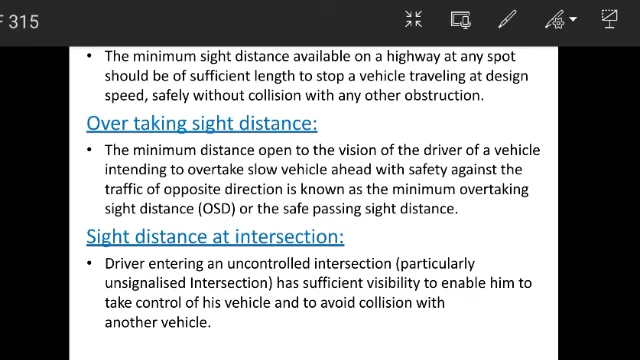 F 315
• The minimum sight distance available on a highway at any spot
should be of sufficient length to stop a vehicle traveling at design
speed, safely without collision with any other obstruction.
Over taking sight distance:
• The minimum distance open to the vision of the driver of a vehicle
intending to overtake slow vehicle ahead with safety against the
traffic of opposite direction is known as the minimum overtaking
sight distance (OSD) or the safe passing sight distance.
Sight distance at intersection:
• Driver entering an uncontrolled intersection (particularly
unsignalised Intersection) has sufficient visibility to enable him to
take control of his vehicle and to avoid collision with
another vehicle.